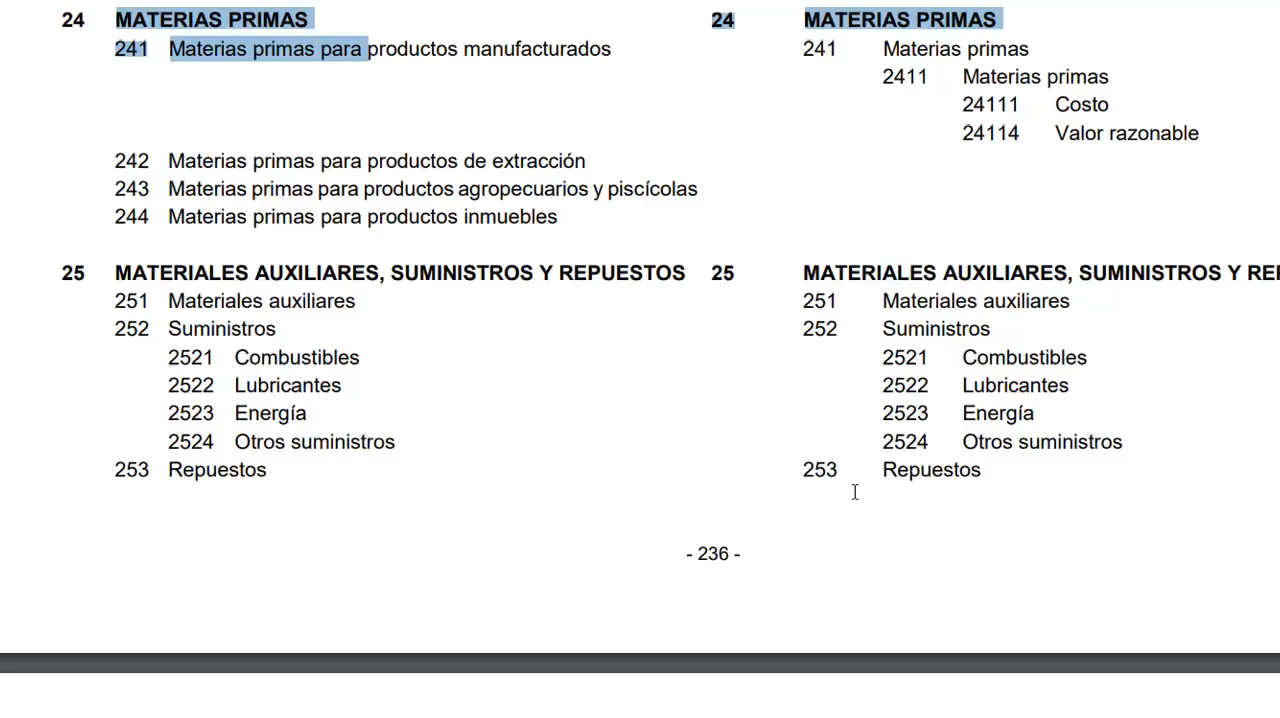 24 MATERIAS PRIMAS 24 MATERIAS PRIMAS
241 Materias primas para productos manufacturados 241 Materias primas
2411 Materias primas
24111 Costo
24114 Valor razonable
242 Materias primas para productos de extracción
243 Materias primas para productos agropecuarios y piscícolas
244 Materias primas para productos inmuebles
25 MATERIALES AUXILIARES, SUMINISTROS Y REPUESTOS 25 MATERIALES AUXILIARES, SUMINISTROS Y
251 Materiales auxiliares 251 Materiales auxiliares
252 Suministros 252 Suministros
2521 Combustibles 2521 Combustibles
2522 Lubricantes 2522 Lubricantes
2523 Energía 2523 Energía
2524 Otros suministros 2524 Otros suministros
253 Repuestos 253 Repuestos
- 236 -